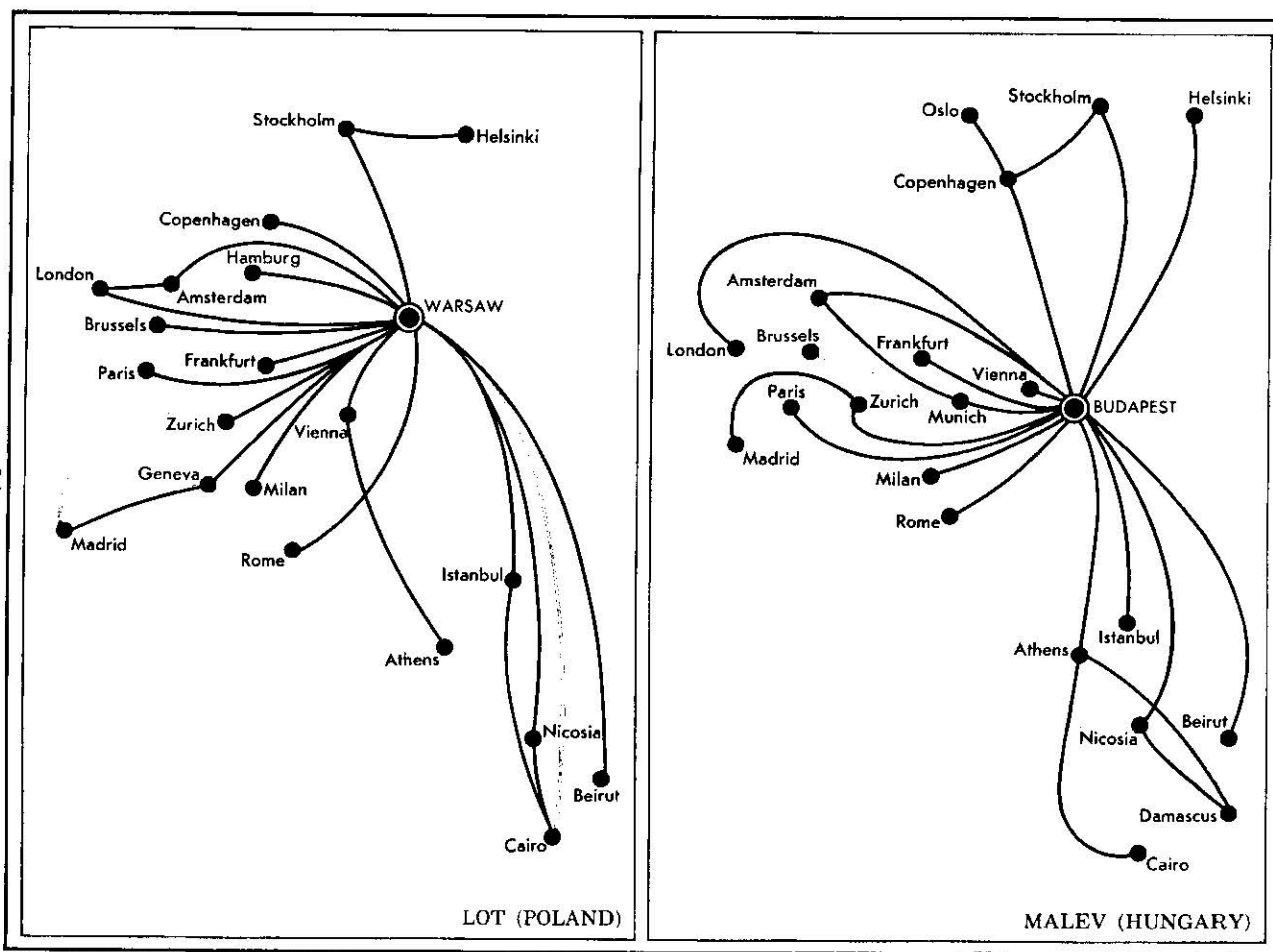 Stockholm
Helsinki
Copenhagen
Hamburg
London
Amsterdam
WARSAW
Brussels
Frankfurt
Paris
Zurich
Vienna
Geneva
Milan
Madrid
Rome
Istanbul
Athens
Nicosia
Beirut
Cairo
LOT (POLAND)
Oslo
Stockholm
Helsinki
Copenhagen
Amsterdam
London
Brussels
Frankfurt
Vienna
Paris
Zurich
Munich
BUDAPEST
Madrid
Milan
Rome
Istanbul
Athens
Nicosia
Beirut
Damascus
Cairo
MALEV (HUNGARY)